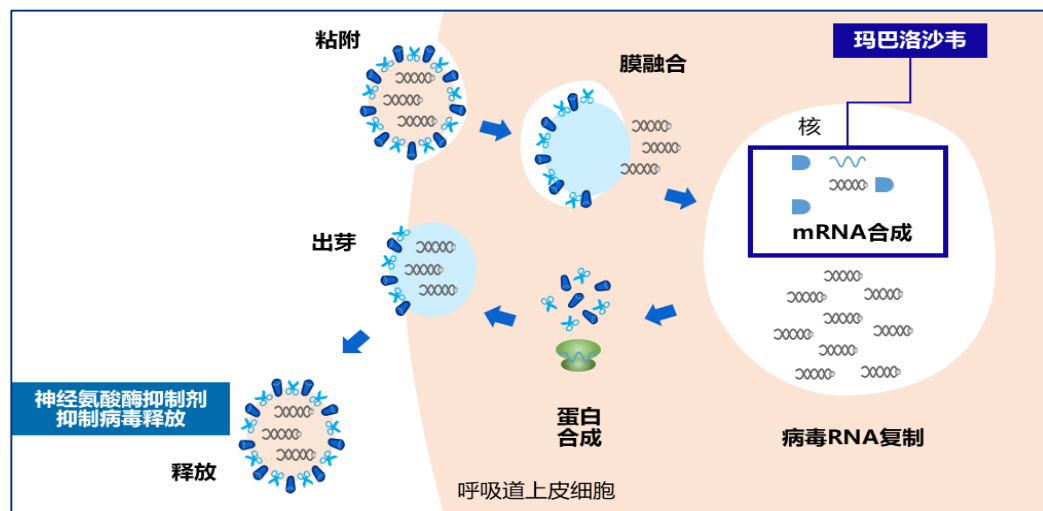 粘附
膜融合
玛巴洛沙韦
核
mRNA合成
出芽
神经氨酸酶抑制剂
抑制病毒释放
释放
蛋白
合成
病毒RNA复制
呼吸道上皮细胞